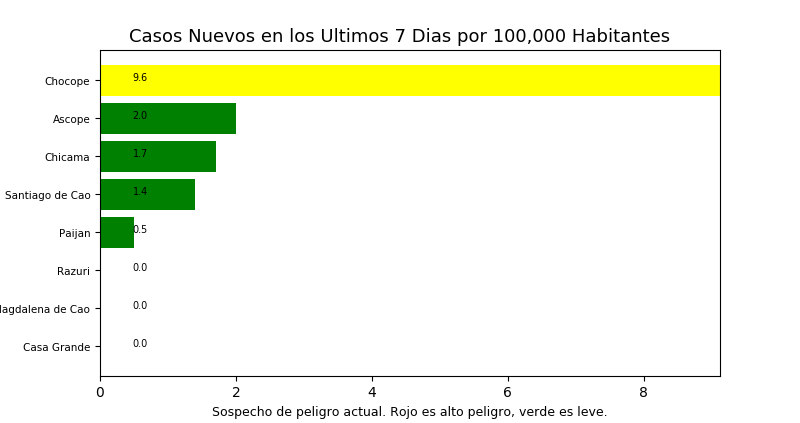 Casos Nuevos en los Ultimos 7 Dias por 100,000 Habitantes
Chocope 9.6
Ascope 2.0
Chicama 1.7
Santiago de Cao 1.4
Paijan 0.5
Razuri 0.0
agdalena de Cao 0.0
Casa Grande 0.0
0 2 4 6 8
Sospecho de peligro actual. Rojo es alto peligro, verde es leve.